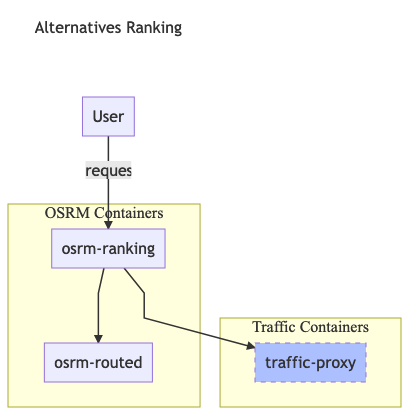 Alternatives Ranking
User
reques
OSRM Containers
osrm-ranking
Traffic Containers
osrm-routed
traffic-proxy